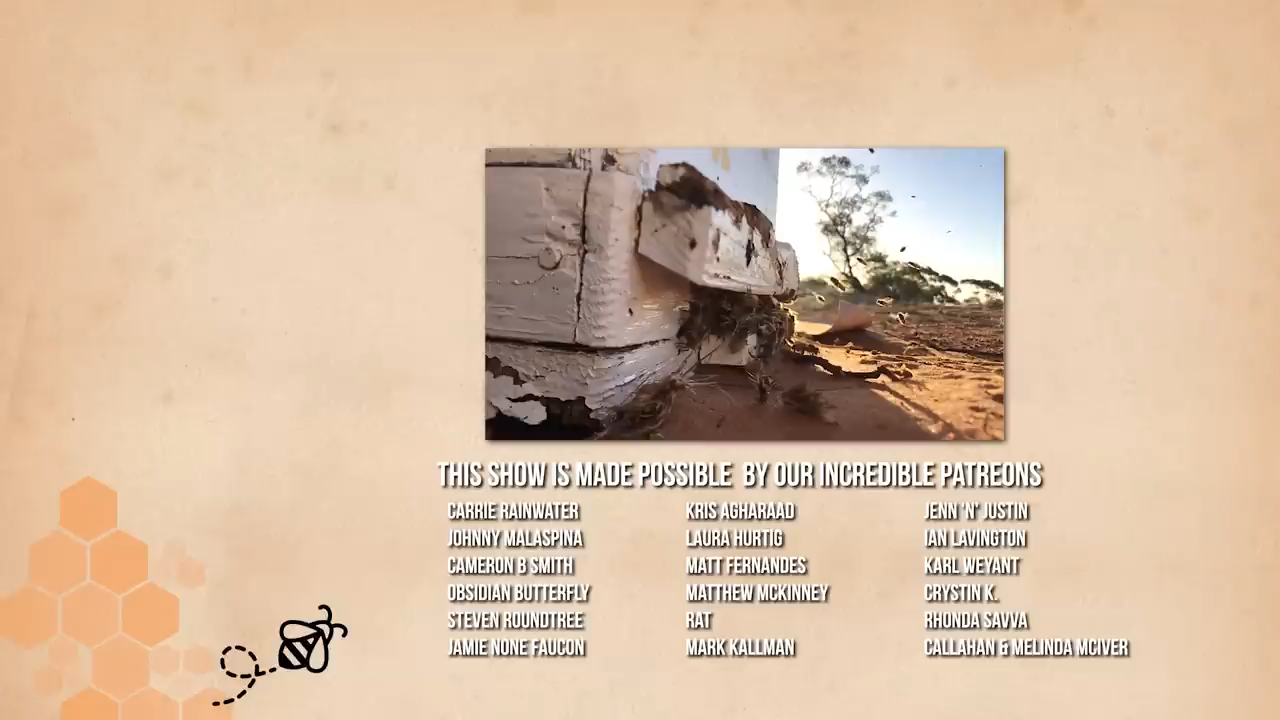 THIS SHOW IS MADE POSSIBLE BY OUR INCREDIBLE PATREONS
CARRIE RAINWATER
JOHNNY MALASPINA
CAMERON B SMITH
OBSIDIAN BUTTERFLY
STEVEN ROUNDTREE
JAMIE NONE FAUCON
KRIS AGHARAAD
LAURA HURTIG
MATT FERNANDES
MATTHEW MCKINNEY
RAT
MARK KALLMAN
JENN 'N' JUSTIN
IAN LAVINGTON
KARL WEYANT
CRYSTIN K.
RHONDA SAVVA
CALLAHAN & MELINDA MCIVER